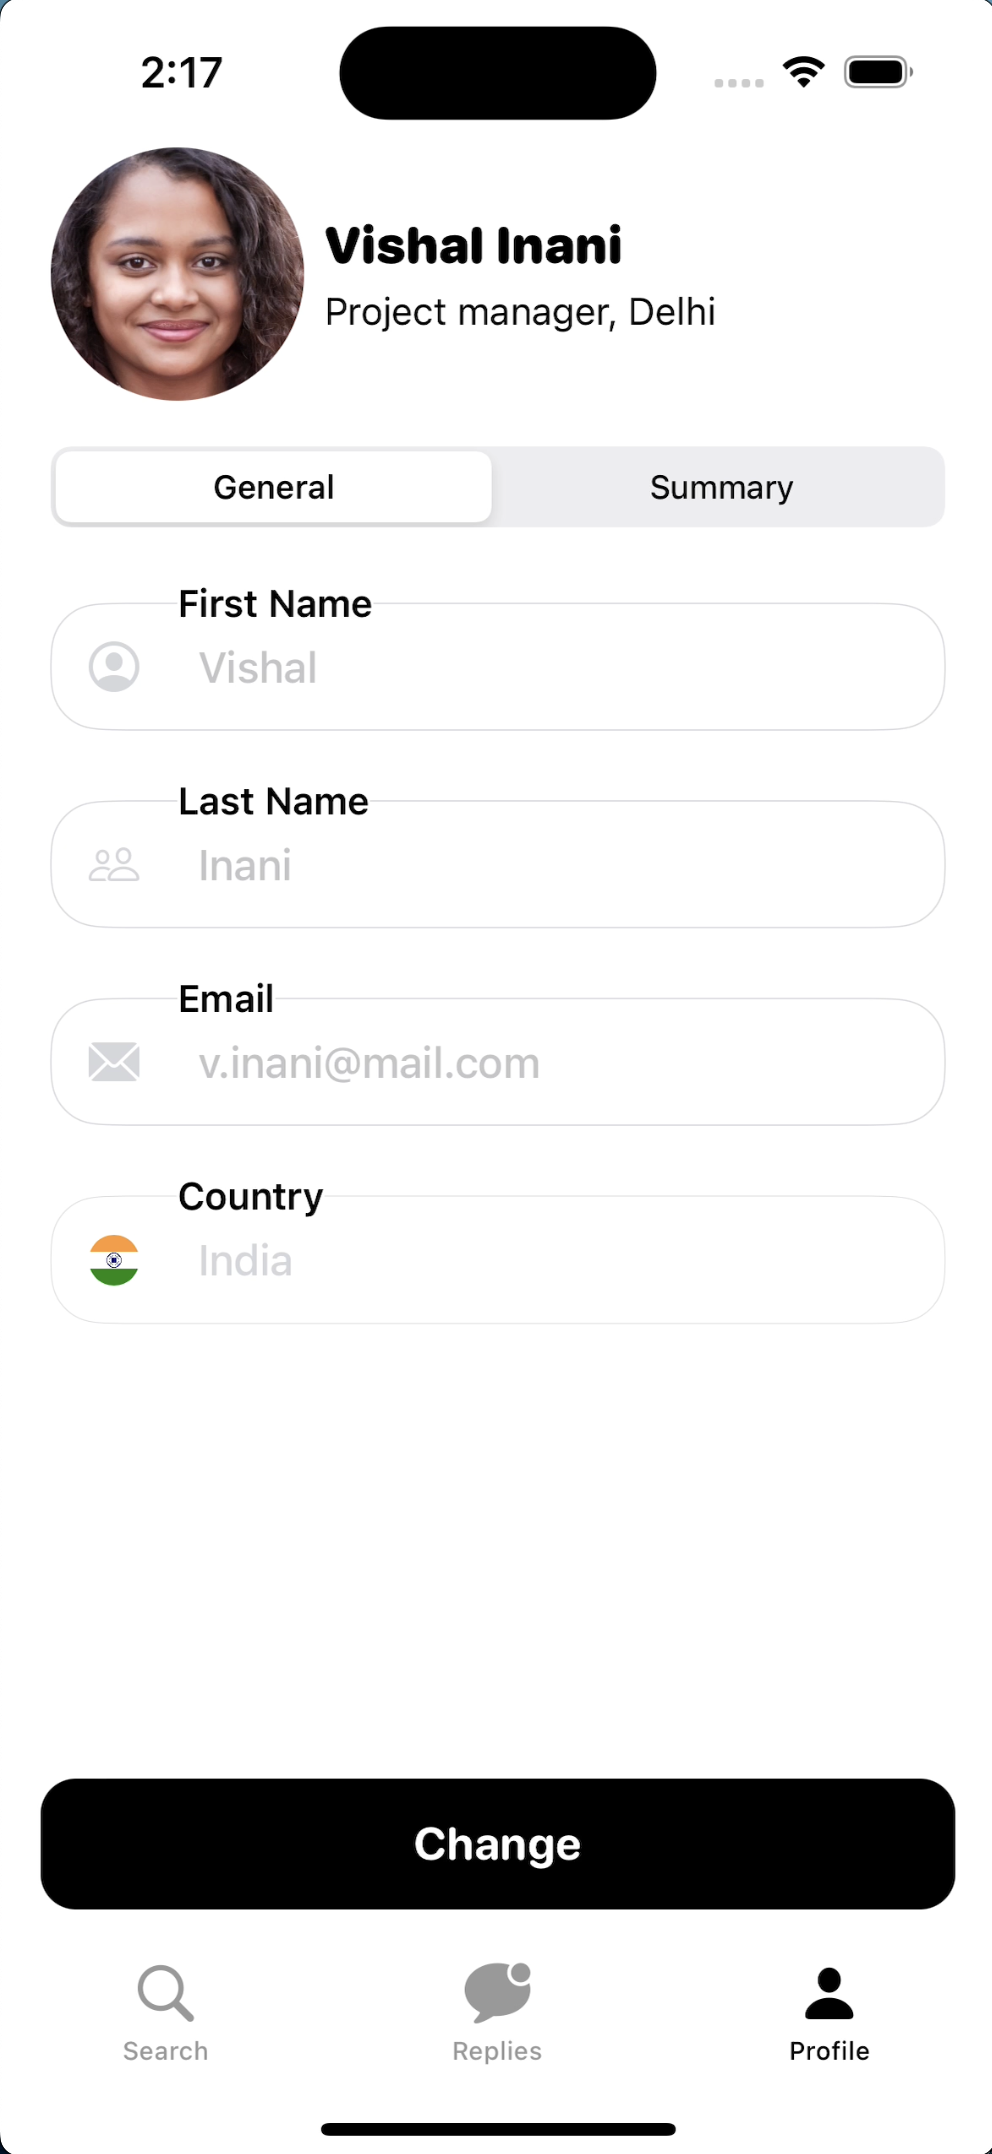 2:17
Vishal Inani
Project manager, Delhi
General
Summary
First Name
Vishal
Last Name
Inani
Email
v.inani@mail.com
Country
India
Change
Search
Replies
Profile